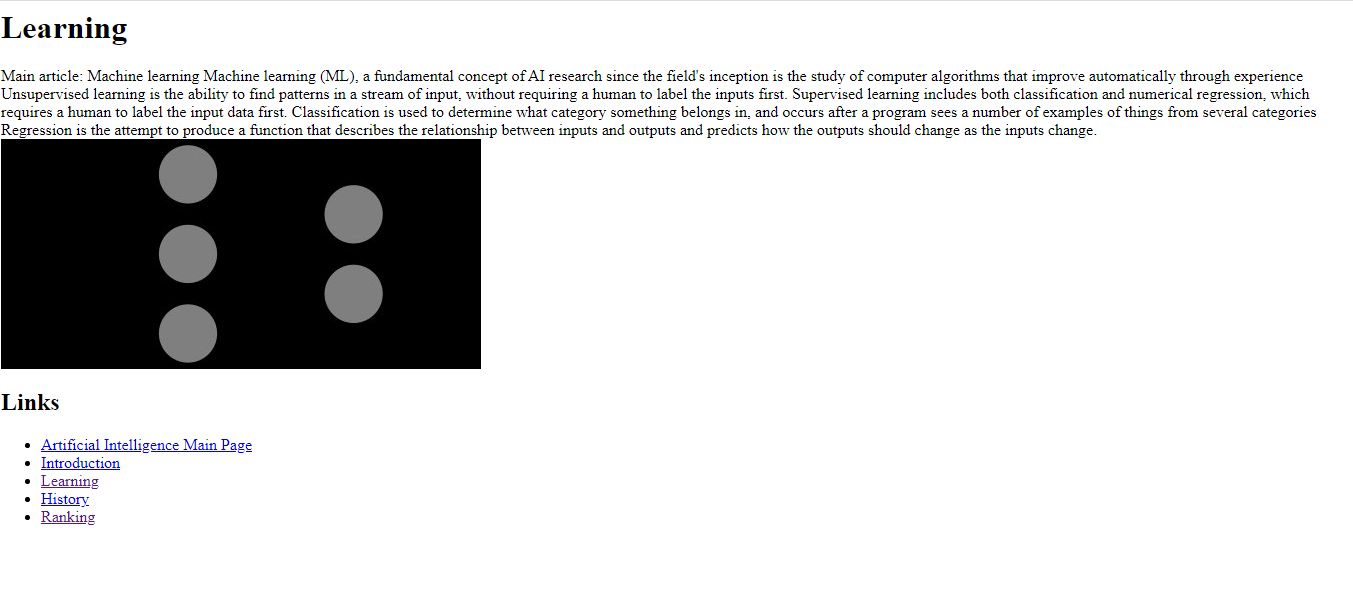 Learning
Main article: Machine learning Machine learning (ML), a fundamental concept of AI research since the field's inception is the study of computer algorithms that improve automatically through experience
Unsupervised learning is the ability to find patterns in a stream of input, without requiring a human to label the inputs first. Supervised learning includes both classification and numerical regression, which
requires a human to label the input data first. Classification is used to determine what category something belongs in, and occurs after a program sees a number of examples of things from several categories
Regression is the attempt to produce a function that describes the relationship between inputs and outputs and predicts how the outputs should change as the inputs change.
Links
Artificial Intelligence Main Page
Introduction
Learning
History
Ranking